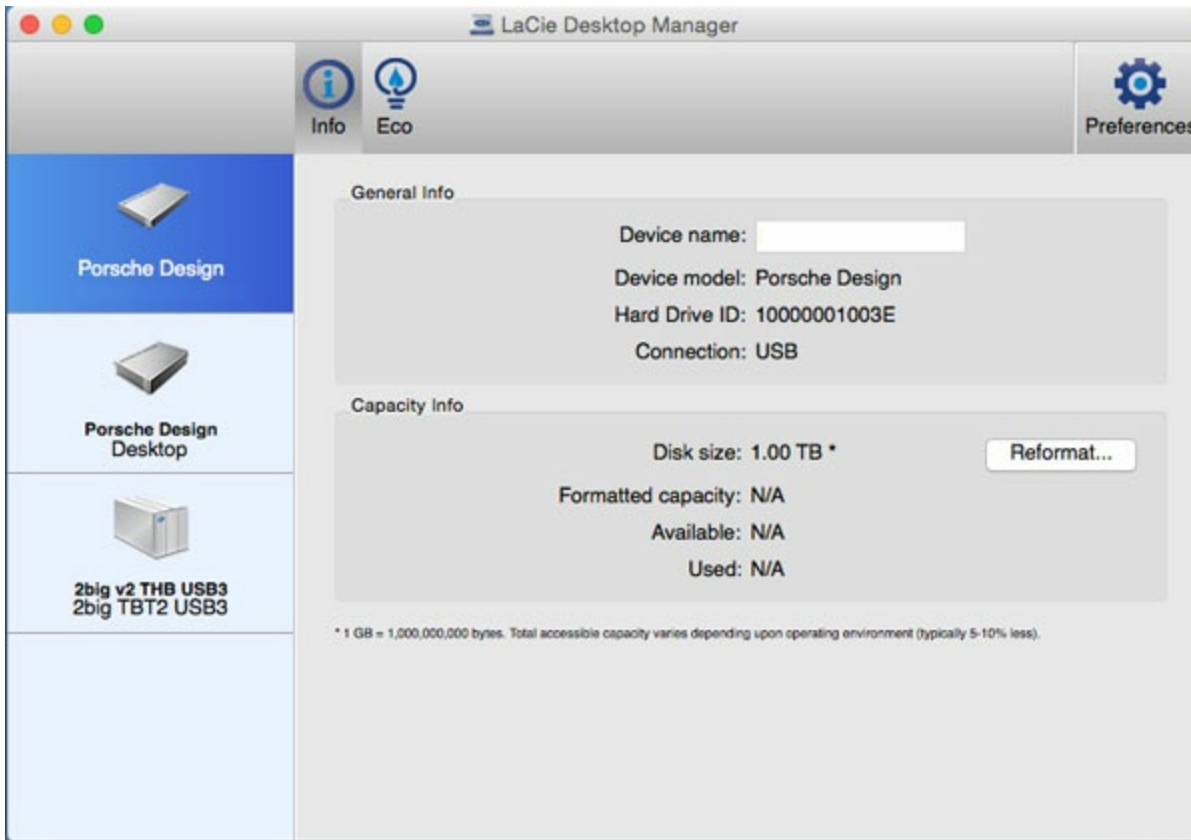 LaCie Desktop Manager
Info
Eco
Preferences
Porsche Design
Porsche Design
Desktop
2big v2 THB USB3
2big TBT2 USB3
General Info
Device name:
Device model: Porsche Design
Hard Drive ID: 10000001003E
Connection: USB
Capacity Info
Disk size: 1.00 TB *
Reformat...
Formatted capacity: N/A
Available: N/A
Used: N/A
* 1 GB = 1,000,000,000 bytes. Total accessible capacity varies depending upon operating environment (typically 5-10% less).